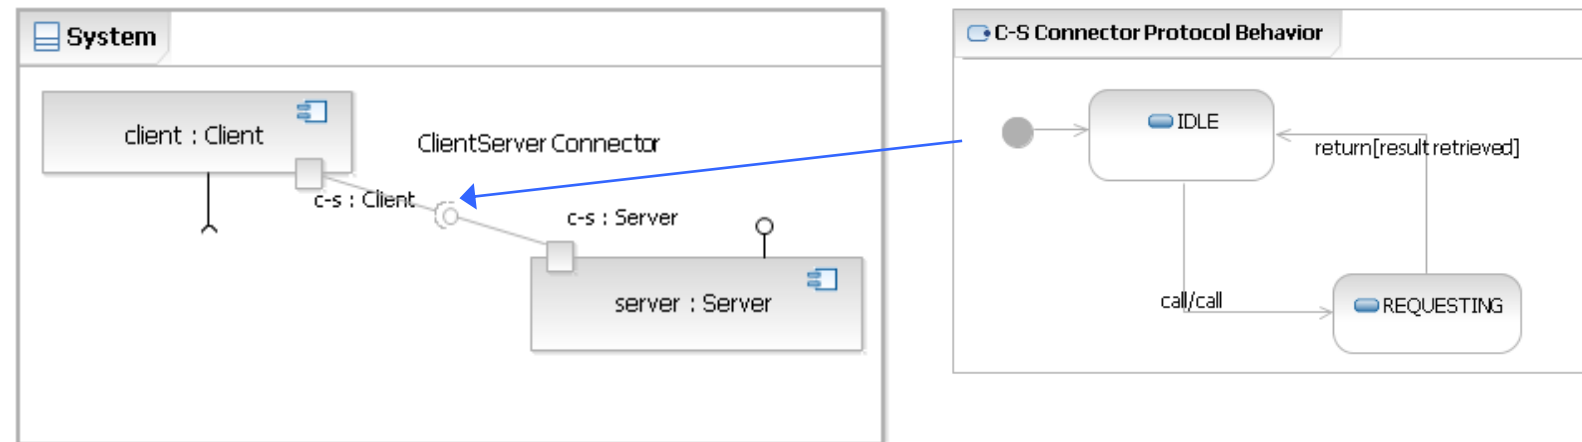 System
client : Client
ClientServer Connector
c-s : Client
c-s : Server
server : Server
C-S Connector Protocol Behavior
IDLE
return[result retrieved]
call/call
REQUESTING